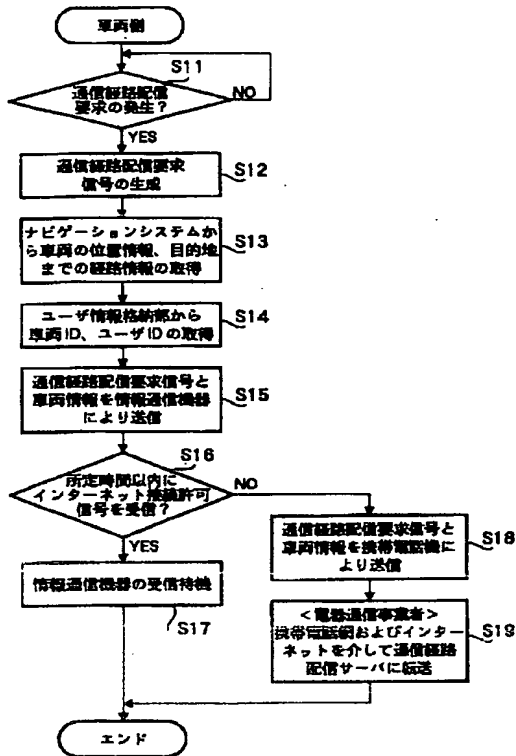 車両側
S11
通信経路配信
要求の発生？
NO
YES
通信経路配信要求
信号の生成
S12
ナビゲーションシステムか
ら車両の位置情報、目的地
までの経路情報の取得
S13
ユーザ情報格納部から
車両ID、ユーザIDの取得
S14
通信経路配信要求信号と
車両情報を情報通信機器
により送信
S15
S16
所定時間以内に
インターネット接続許可
信号を受信？
NO
YES
情報通信機器の受信待機
S17
通信経路配信要求信号と
車両情報を携帯電話機に
より送信
S18
＜電器通信事業者＞
携帯電話網およびインター
ネットを介して通信経路
配信サーバに転送
S19
エンド